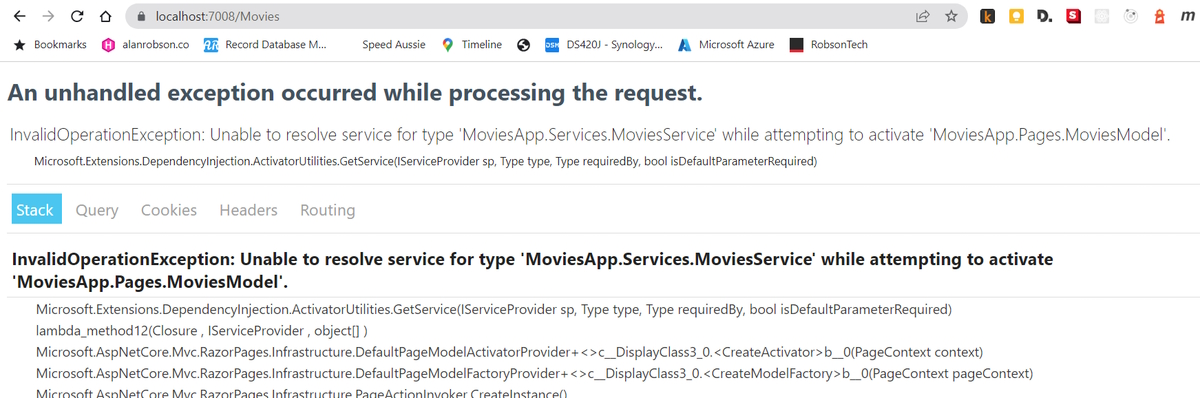 localhost:7008/Movies
k D. S m
Bookmarks H alanrobson.co AR Record Database M... Speed Aussie Timeline DSM DS420J - Synology... Microsoft Azure RobsonTech
An unhandled exception occurred while processing the request.
InvalidOperationException: Unable to resolve service for type 'MoviesApp.Services.MoviesService' while attempting to activate 'MoviesApp.Pages.MoviesModel'.
Microsoft.Extensions.DependencyInjection.ActivatorUtilities.GetService(IServiceProvider sp, Type type, Type requiredBy, bool isDefaultParameterRequired)
Stack Query Cookies Headers Routing
InvalidOperationException: Unable to resolve service for type 'MoviesApp.Services.MoviesService' while attempting to activate
'MoviesApp.Pages.MoviesModel'.
Microsoft.Extensions.DependencyInjection.ActivatorUtilities.GetService(IServiceProvider sp, Type type, Type requiredBy, bool isDefaultParameterRequired)
lambda_method12(Closure , IServiceProvider , object[] )
Microsoft.AspNetCore.Mvc.RazorPages.Infrastructure.DefaultPageModelActivatorProvider+<>c__DisplayClass3_0.<CreateActivator>b__0(PageContext context)
Microsoft.AspNetCore.Mvc.RazorPages.Infrastructure.DefaultPageModelFactoryProvider+<>c__DisplayClass3_0.<CreateModelFactory>b__0(PageContext pageContext)
Microsoft.AspNetCore.Mvc.RazorPages.Infrastructure.PageActionInvoker.CreateInstance()